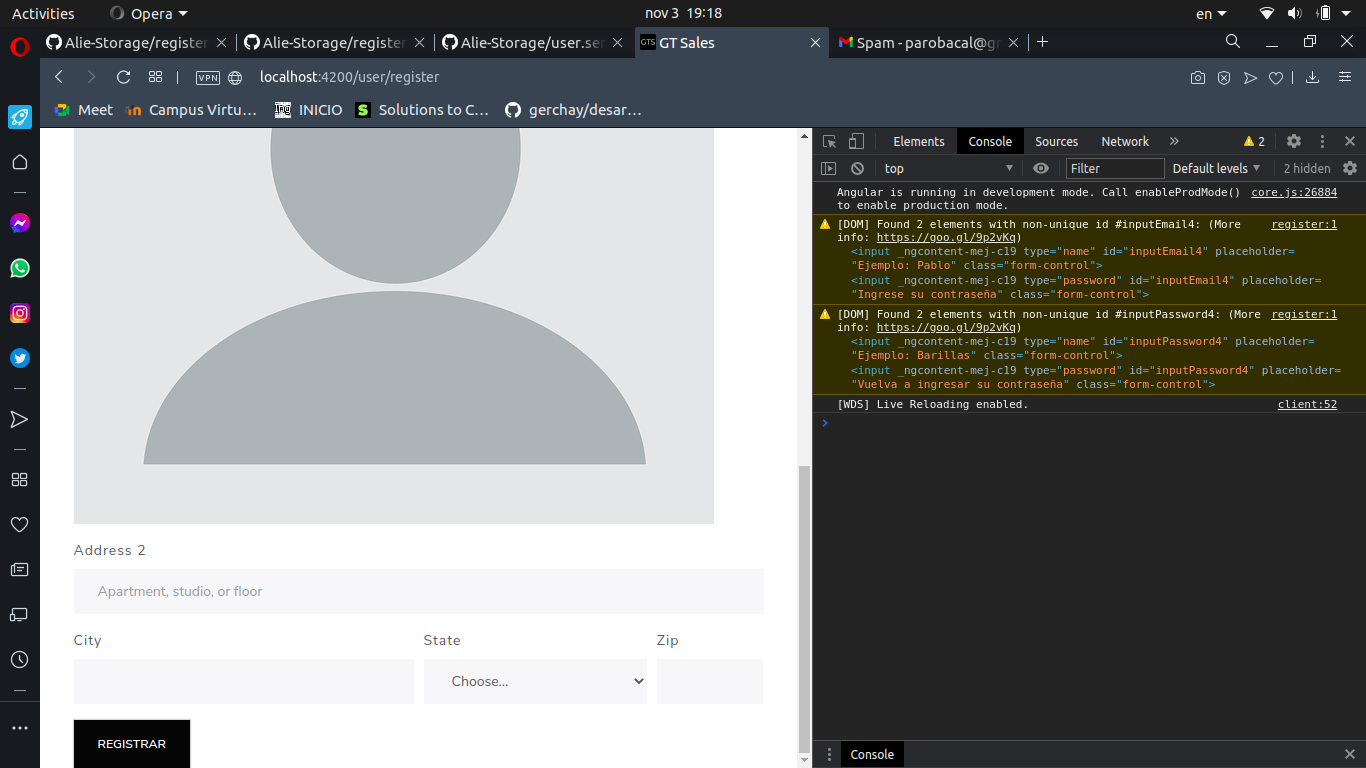 Activities
Opera
nov 3 19:18
en
Alie-Storage/register
Alie-Storage/register
Alie-Storage/user.ser
GTS
GT Sales
Spam - parobacal@g
VPN
localhost:4200/user/register
Meet
Campus Virtu…
INICIO
Solutions to C…
gerchay/desar…
Elements
Console
Sources
Network
2
top
Filter
Default levels
2 hidden
Angular is running in development mode. Call enableProdMode() core.js:26884
to enable production mode.
[DOM] Found 2 elements with non-unique id #inputEmail4: (More register:1
info: https://goo.gl/9p2vKq)
<input _ngcontent-mej-c19 type="name" id="inputEmail4" placeholder=
"Ejemplo: Pablo" class="form-control">
<input _ngcontent-mej-c19 type="password" id="inputEmail4" placeholder=
"Ingrese su contraseña" class="form-control">
[DOM] Found 2 elements with non-unique id #inputPassword4: (More register:1
info: https://goo.gl/9p2vKq)
<input _ngcontent-mej-c19 type="name" id="inputPassword4" placeholder=
"Ejemplo: Barillas" class="form-control">
<input _ngcontent-mej-c19 type="password" id="inputPassword4" placeholder=
"Vuelva a ingresar su contraseña" class="form-control">
[WDS] Live Reloading enabled. client:52
Address 2
Apartment, studio, or floor
City
State
Zip
Choose...
REGISTRAR
Console